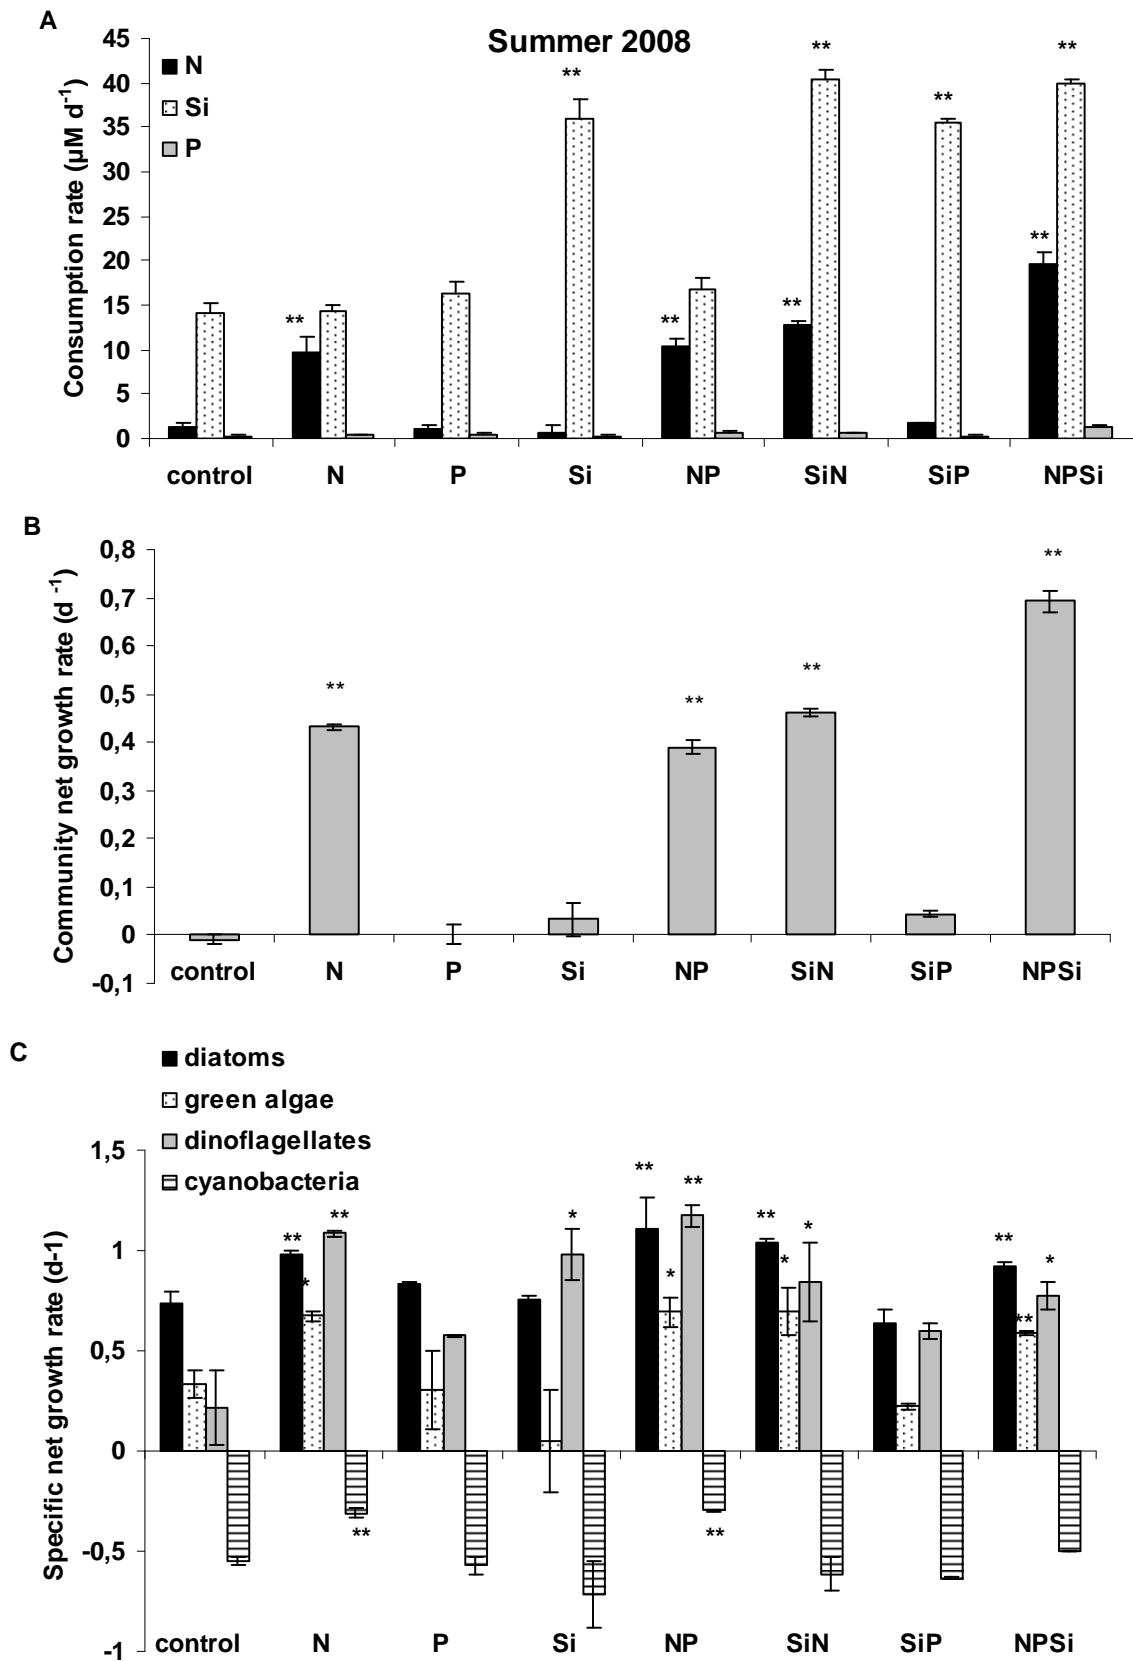 A
Summer 2008
N
Si
P
Consumption rate (µM d⁻¹)
45
40
35
30
25
20
15
10
5
0
** ** ** ** ** ** ** **
control N P Si NP SiN SiP NPSi
B
Community net growth rate (d ⁻¹)
0,8
0,7
0,6
0,5
0,4
0,3
0,2
0,1
0
-0,1
** ** ** **
control N P Si NP SiN SiP NPSi
C
diatoms
green algae
dinoflagellates
cyanobacteria
Specific net growth rate (d-1)
1,5
1
0,5
0
-0,5
-1
** * ** ** * ** * ** ** * * ** ** *
control N P Si NP SiN SiP NPSi